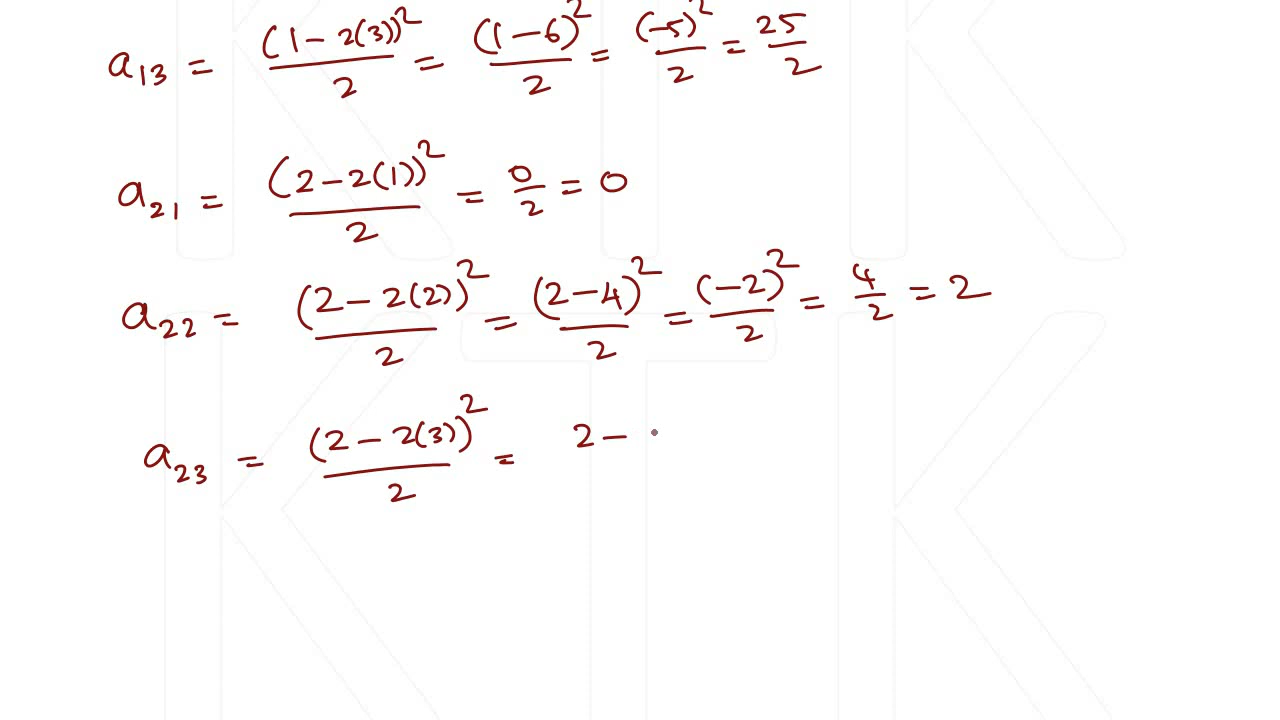 a₁₃ = (1 - 2(3))²/2 = (1 - 6)²/2 = (-5)²/2 = 25/2
a₂₁ = (2 - 2(1))²/2 = 0/2 = 0
a₂₂ = (2 - 2(2))²/2 = (2 - 4)²/2 = (-2)²/2 = 4/2 = 2
a₂₃ = (2 - 2(3))²/2 = 2 -
KTK
KTK